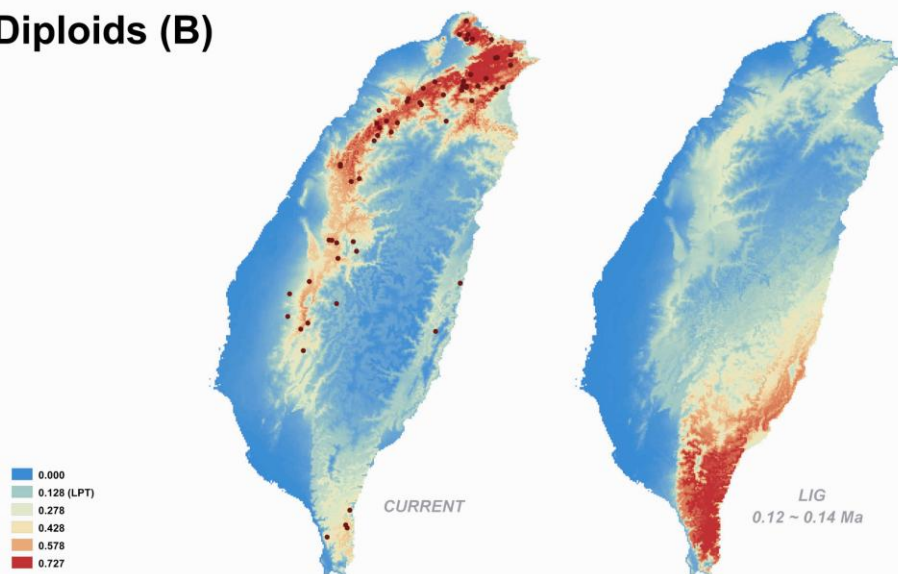 Diploids (B)
0.000
0.128 (LPT)
0.278
0.428
0.578
0.727
CURRENT
LIG
0.12 ~ 0.14 Ma